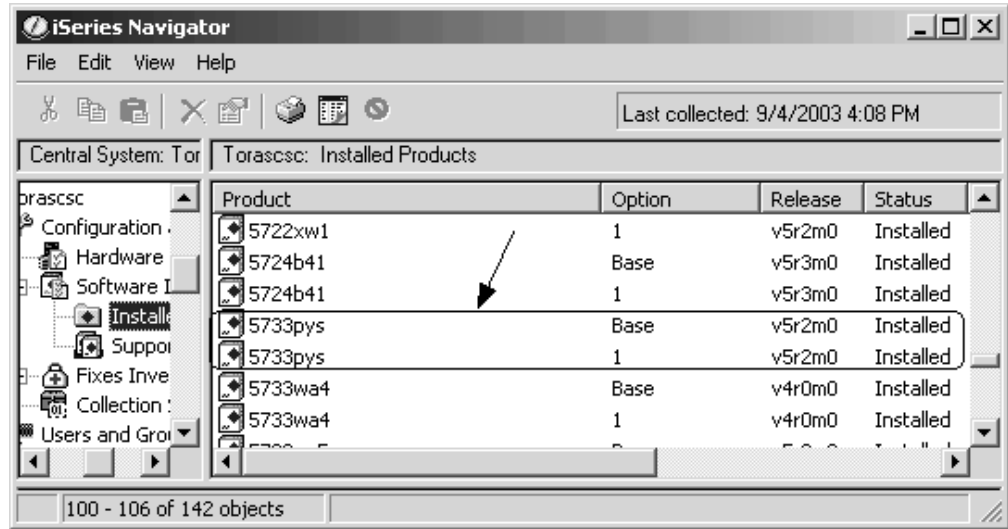 iSeries Navigator
File Edit View Help
Last collected: 9/4/2003 4:08 PM
Central System: Tor
Torascsc: Installed Products
orascsc
Configuration
Hardware
Software I
Installe
Suppor
Fixes Inve
Collection
Users and Gro
Product Option Release Status
5722xw1 1 v5r2m0 Installed
5724b41 Base v5r3m0 Installed
5724b41 1 v5r3m0 Installed
5733pys Base v5r2m0 Installed
5733pys 1 v5r2m0 Installed
5733wa4 Base v4r0m0 Installed
5733wa4 1 v4r0m0 Installed
100 - 106 of 142 objects